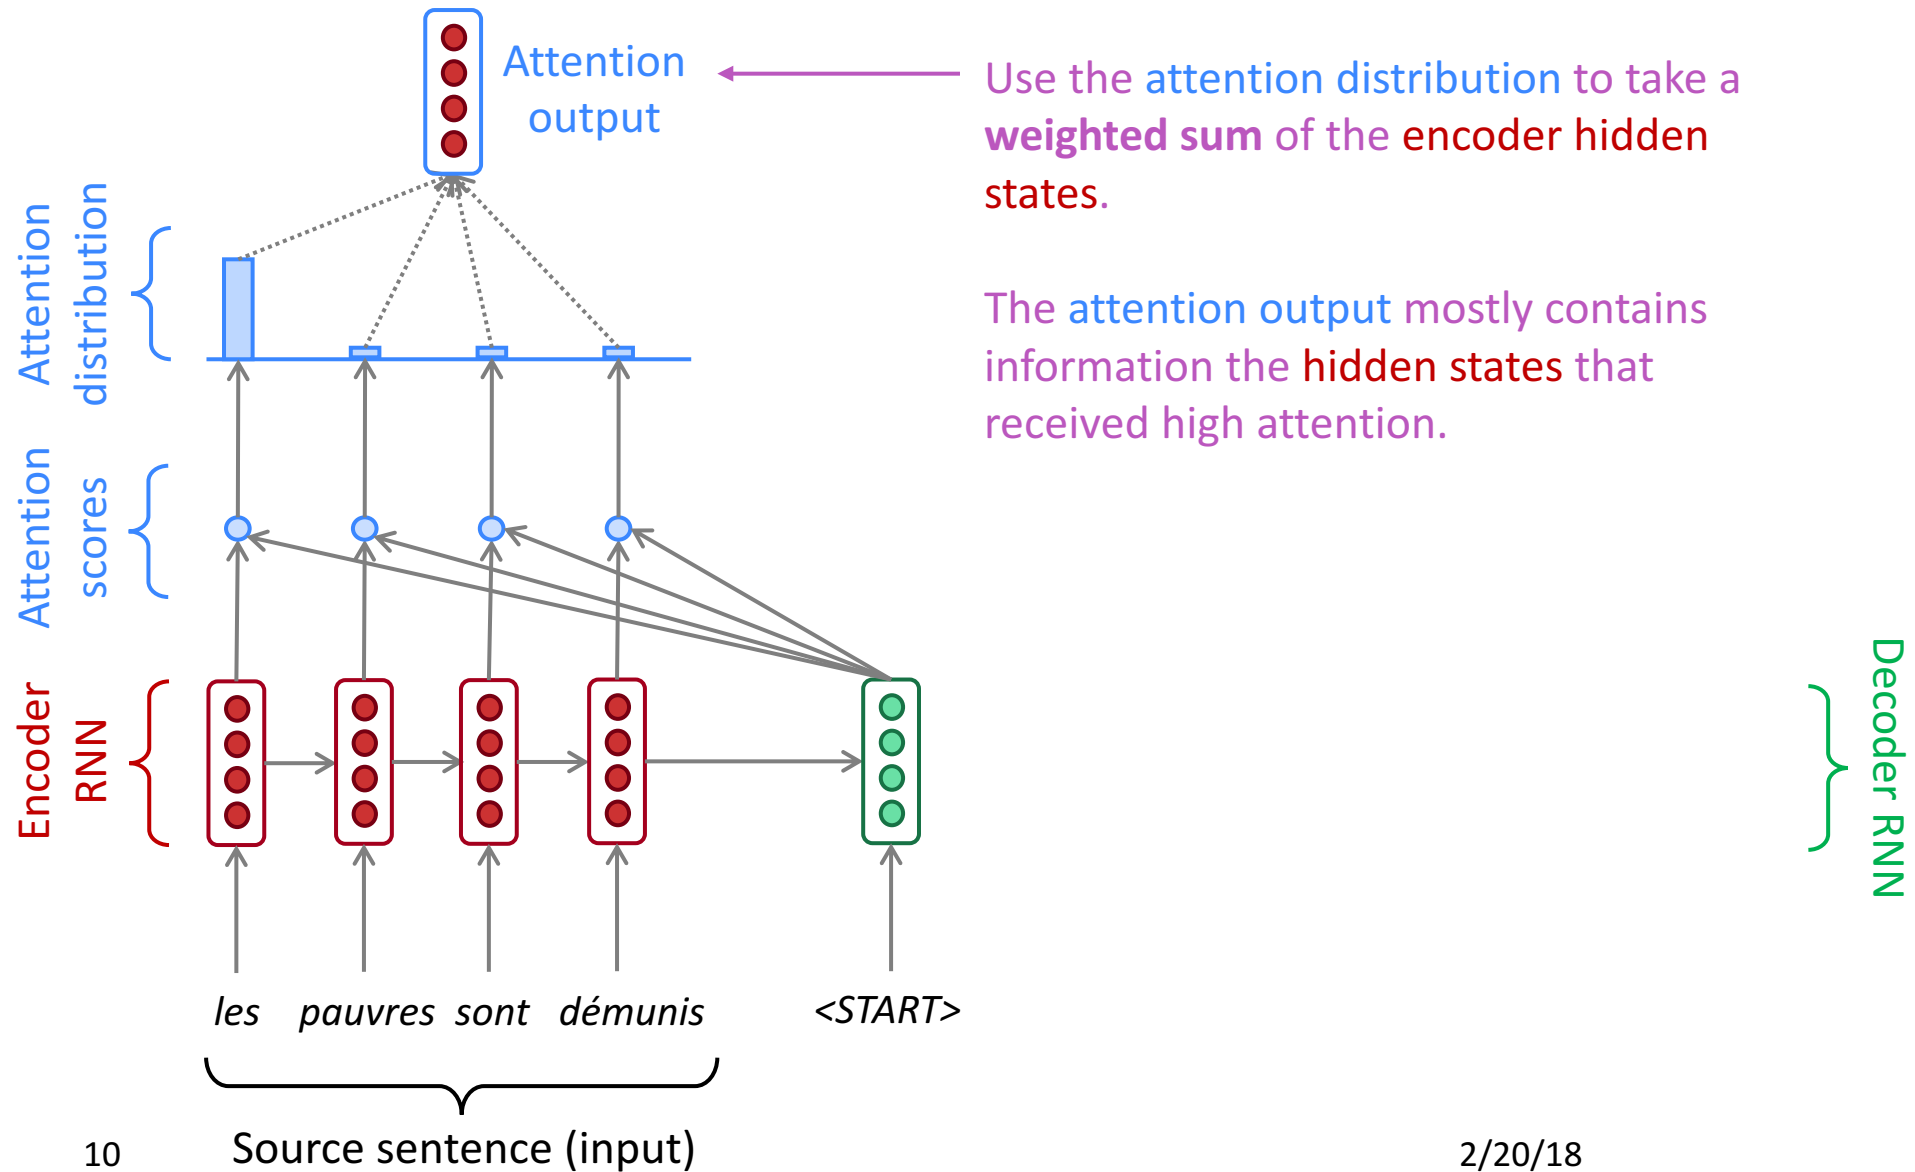 Attention
output
Use the attention distribution to take a
weighted sum of the encoder hidden
states.
The attention output mostly contains
information the hidden states that
received high attention.
Attention
distribution
Attention
scores
Encoder
RNN
Decoder RNN
les pauvres sont démunis <START>
Source sentence (input)
10
2/20/18